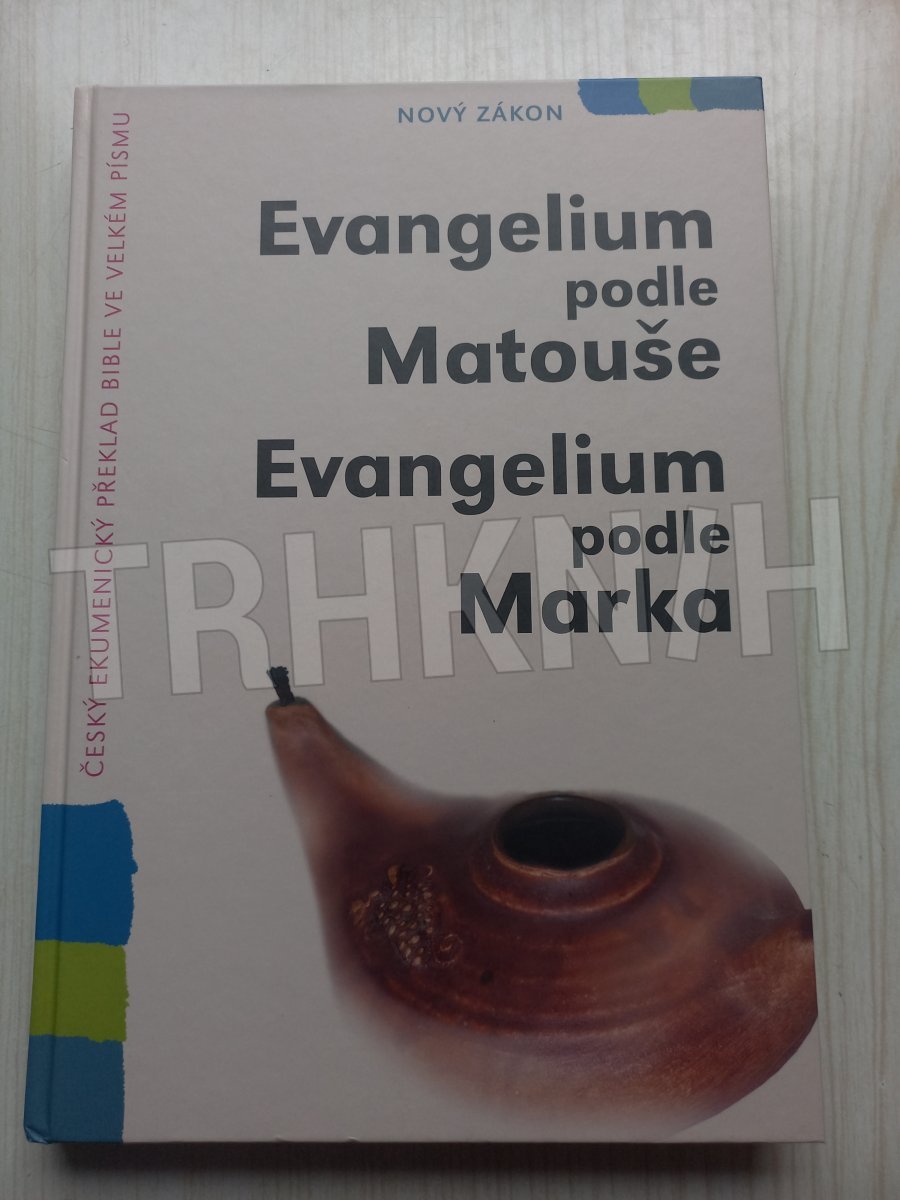 NOVÝ ZÁKON
Evangelium
podle
Matouše
Evangelium
podle
Marka
ČESKÝ EKUMENICKÝ PŘEKLAD BIBLE VE VELKÉM PÍSMU
TRHKNIH